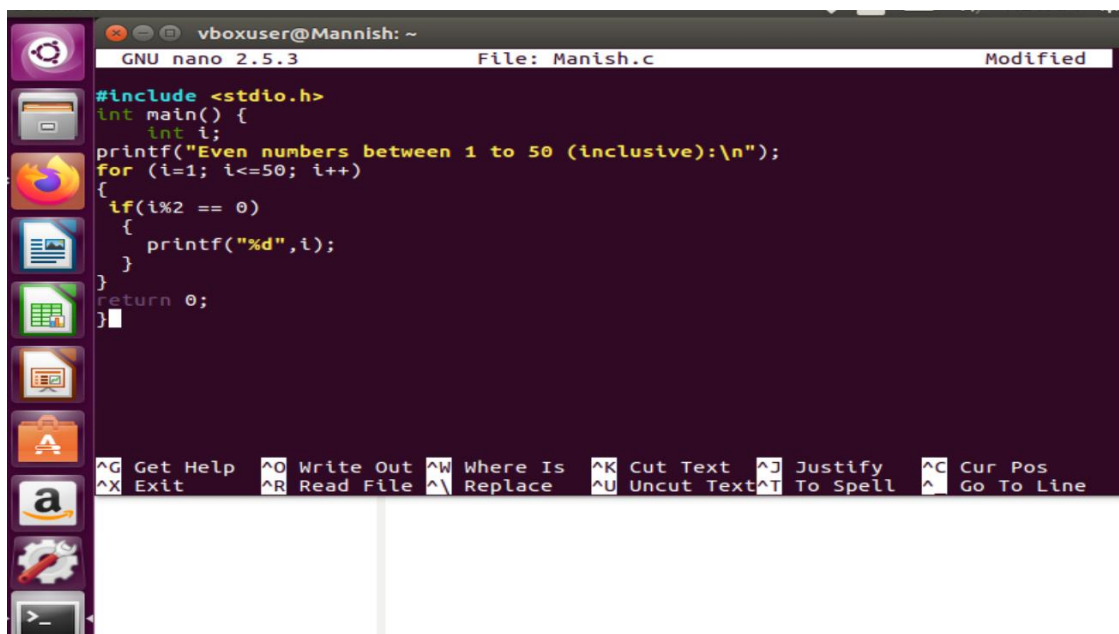 vboxuser@Mannish: ~
GNU nano 2.5.3 File: Manish.c Modified
#include <stdio.h>
int main() {
    int i;
printf("Even numbers between 1 to 50 (inclusive):\n");
for (i=1; i<=50; i++)
{
 if(i%2 == 0)
  {
    printf("%d",i);
  }
}
return 0;
}
^G Get Help ^O Write Out ^W Where Is ^K Cut Text ^J Justify ^C Cur Pos
^X Exit ^R Read File ^\ Replace ^U Uncut Text ^T To Spell ^_ Go To Line